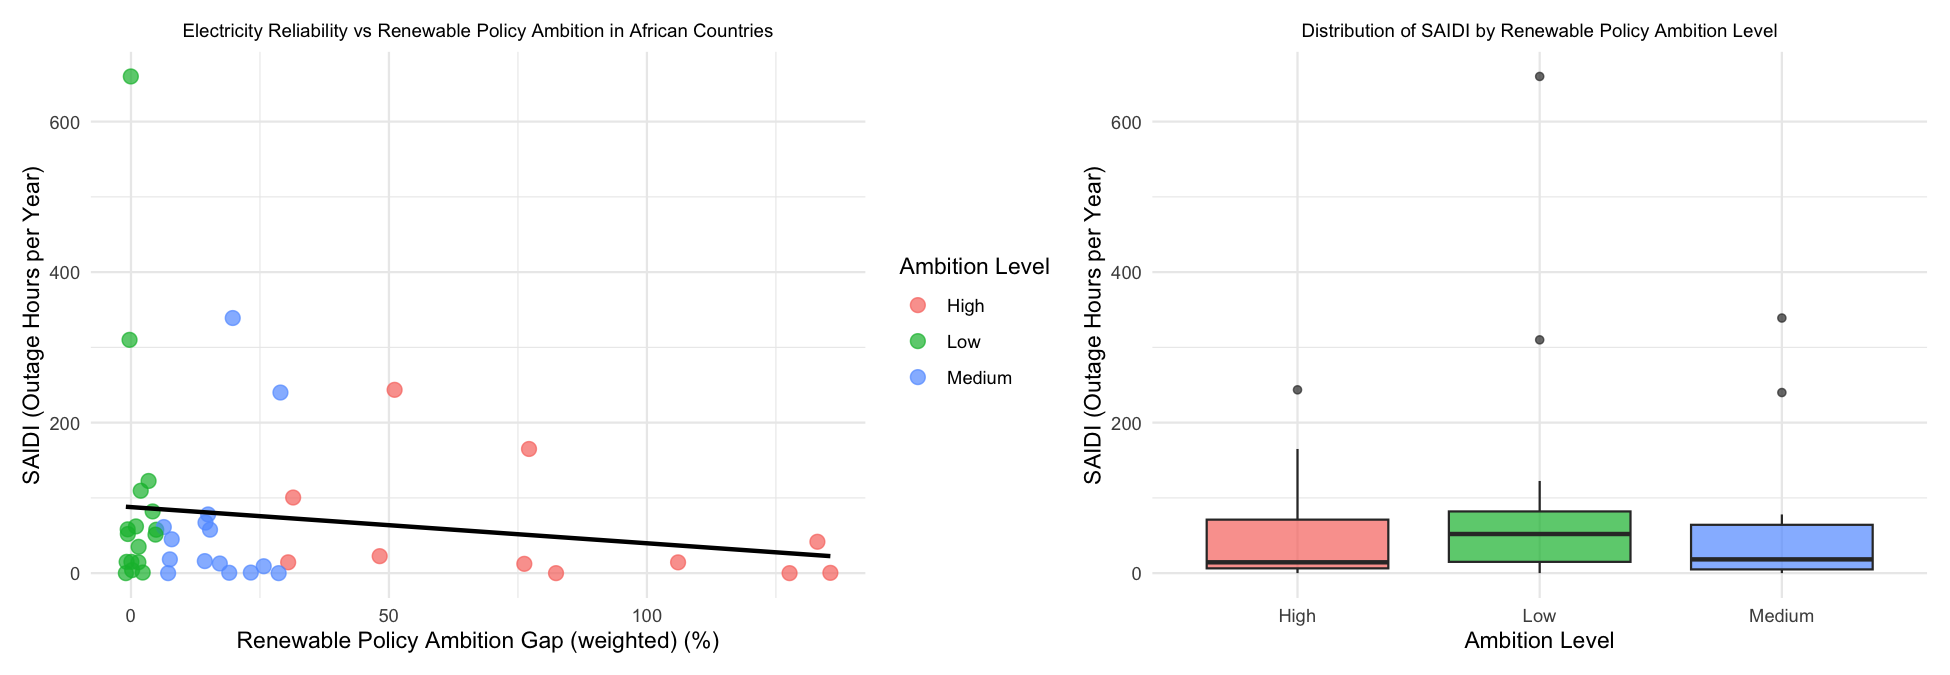 Electricity Reliability vs Renewable Policy Ambition in African Countries
SAIDI (Outage Hours per Year)
600
400
200
0
0 50 100
Renewable Policy Ambition Gap (weighted) (%)
Ambition Level
High
Low
Medium
Distribution of SAIDI by Renewable Policy Ambition Level
SAIDI (Outage Hours per Year)
600
400
200
0
High Low Medium
Ambition Level